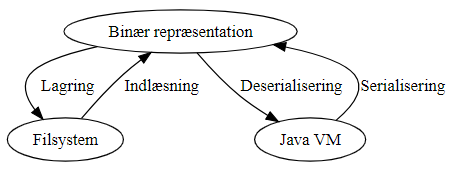 Binær repræsentation
Lagring
Indlæsning
Deserialisering
Serialisering
Filsystem
Java VM